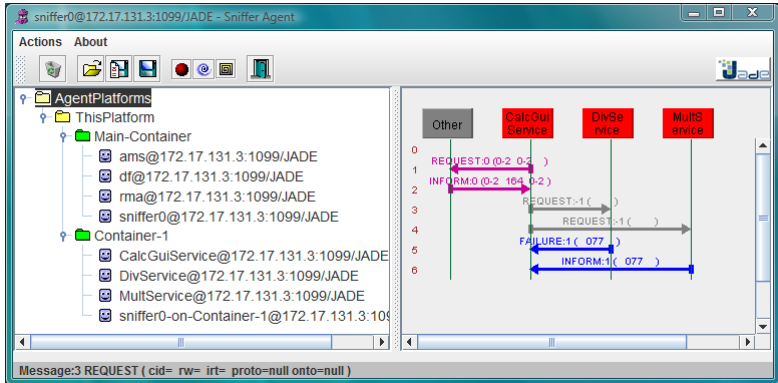 sniffer0@172.17.131.3:1099/JADE - Sniffer Agent
Actions About
Jade
AgentPlatforms
ThisPlatform
Main-Container
ams@172.17.131.3:1099/JADE
df@172.17.131.3:1099/JADE
rma@172.17.131.3:1099/JADE
sniffer0@172.17.131.3:1099/JADE
Container-1
CalcGuiService@172.17.131.3:1099/JADE
DivService@172.17.131.3:1099/JADE
MultService@172.17.131.3:1099/JADE
sniffer0-on-Container-1@172.17.131.3:109
Other
CalcGui
Service
DivSe
rvice
MultS
ervice
0
REQUEST:0 (0-2 0-2 )
1
INFORM:0 (0-2 164 0-2 )
2
REQUEST:-1 ( )
3
REQUEST:-1 ( )
4
FAILURE:1 ( 077 )
5
INFORM:1 ( 077 )
6
Message:3 REQUEST ( cid= rw= irt= proto=null onto=null )